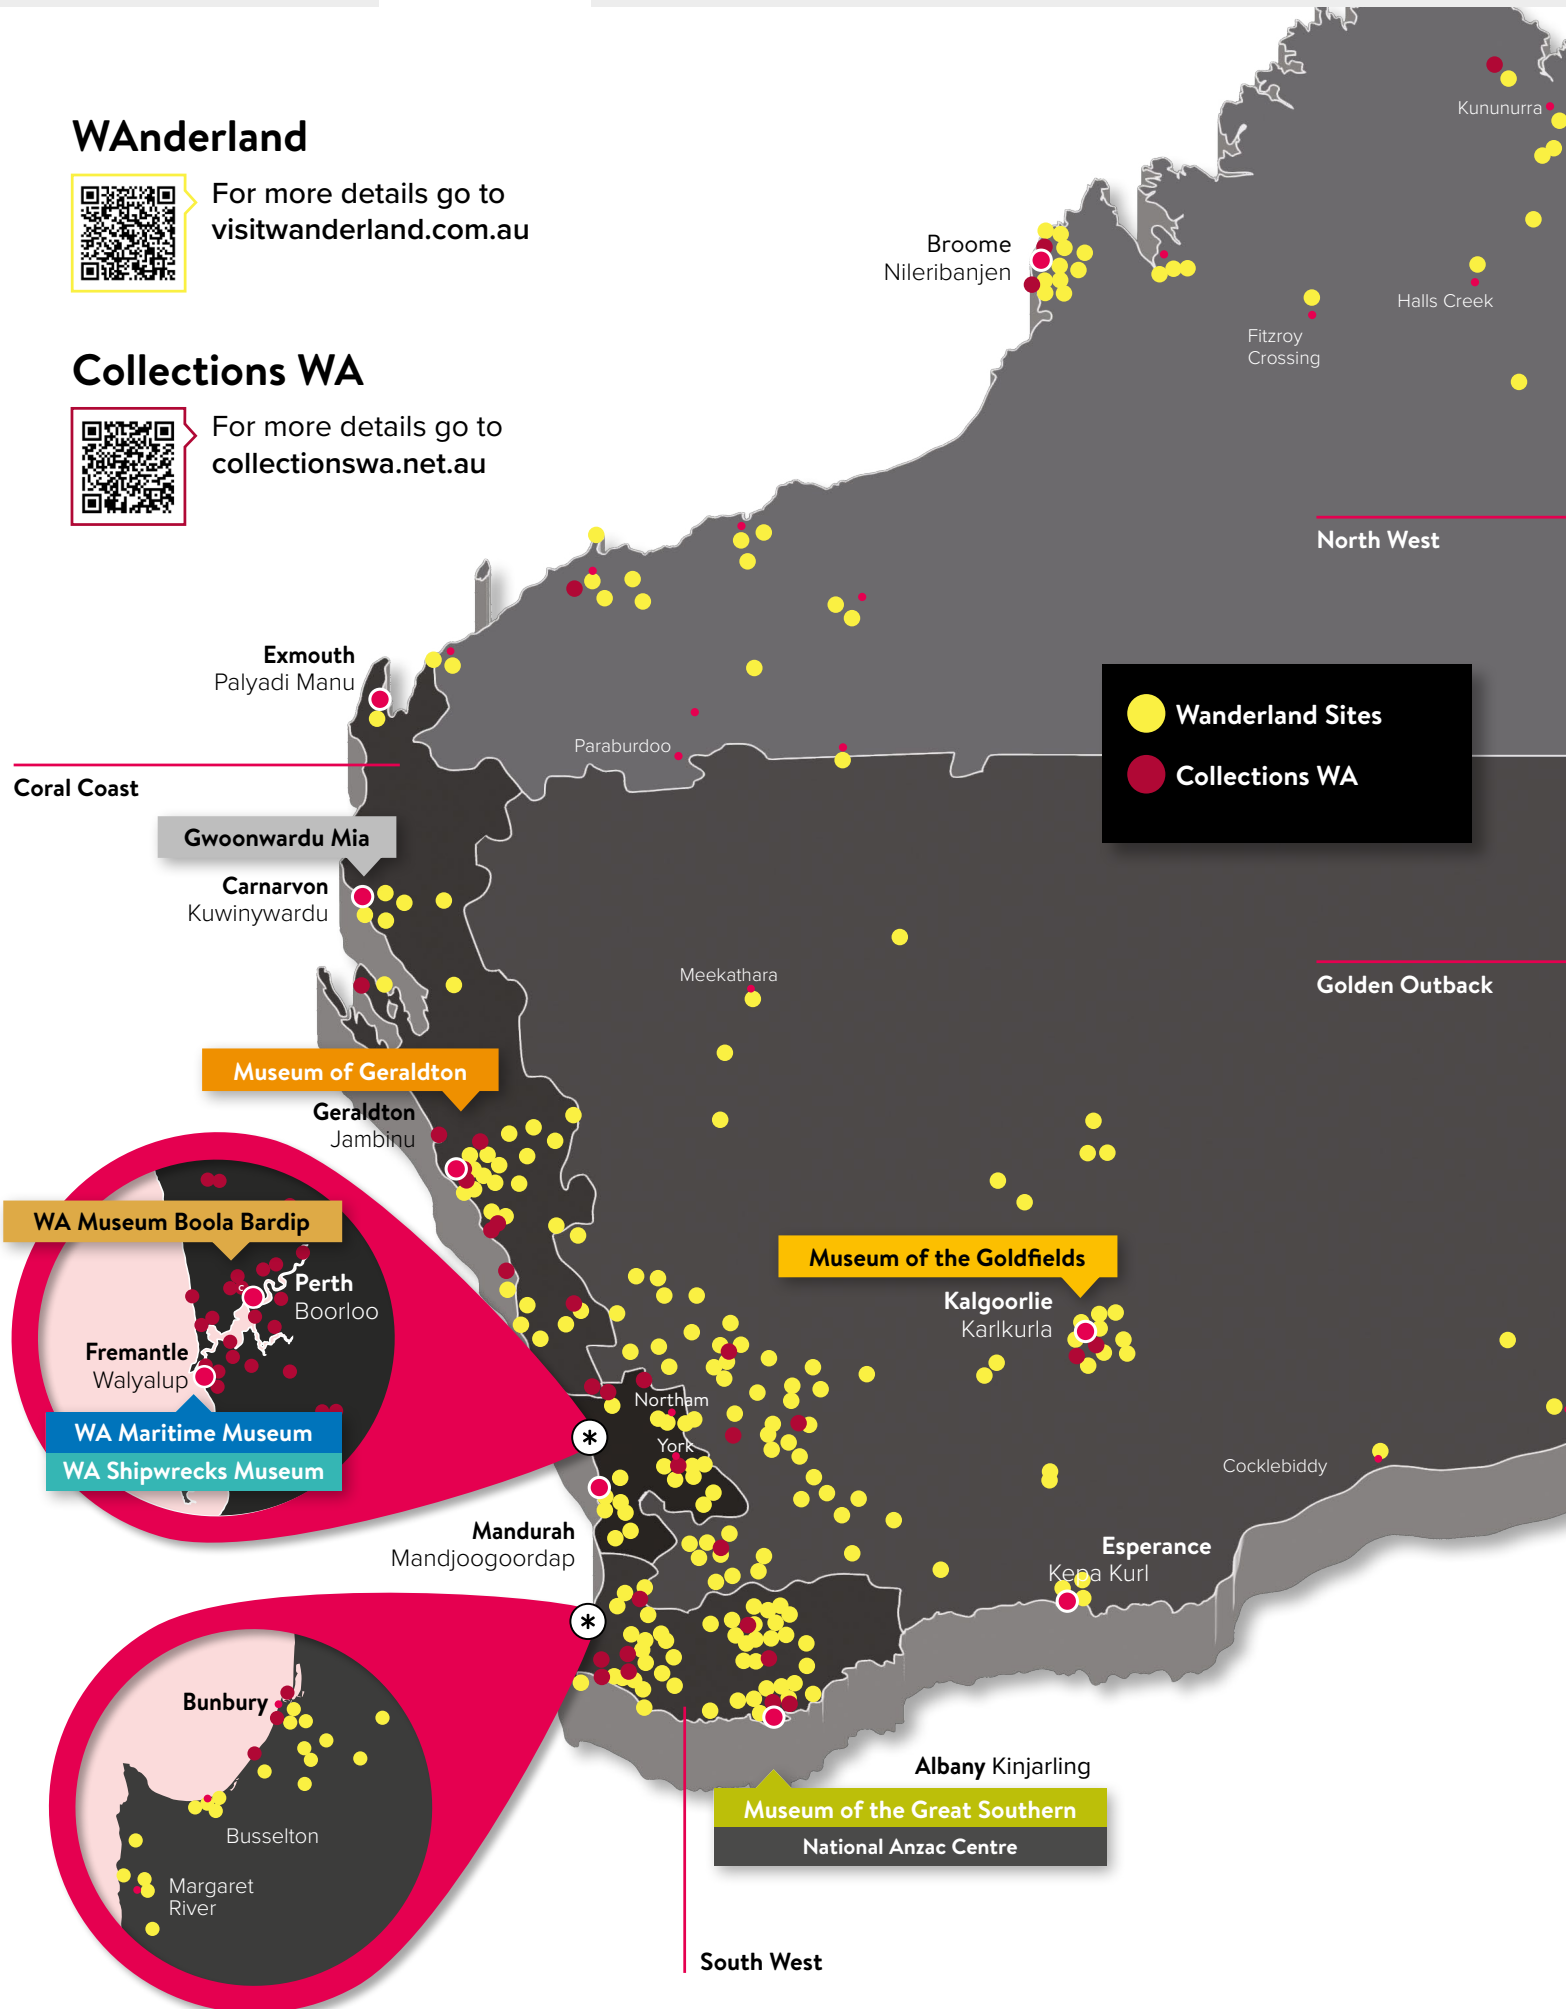 WAnderland
For more details go to
visitwanderland.com.au
Collections WA
For more details go to
collectionswa.net.au
Kununurra
Broome
Nileribanjen
Halls Creek
Fitzroy
Crossing
North West
Exmouth
Palyadi Manu
Wanderland Sites
Collections WA
Paraburdoo
Coral Coast
Gwoonwardu Mia
Carnarvon
Kuwinywardu
Meekathara
Golden Outback
Museum of Geraldton
Geraldton
Jambinu
WA Museum Boola Bardip
Perth
Boorloo
Fremantle
Walyalup
WA Maritime Museum
WA Shipwrecks Museum
Museum of the Goldfields
Kalgoorlie
Karlkurla
Northam
York
Cocklebiddy
Mandurah
Mandjoogoordap
Esperance
Kepa Kurl
Bunbury
Busselton
Margaret
River
Albany Kinjarling
Museum of the Great Southern
National Anzac Centre
South West